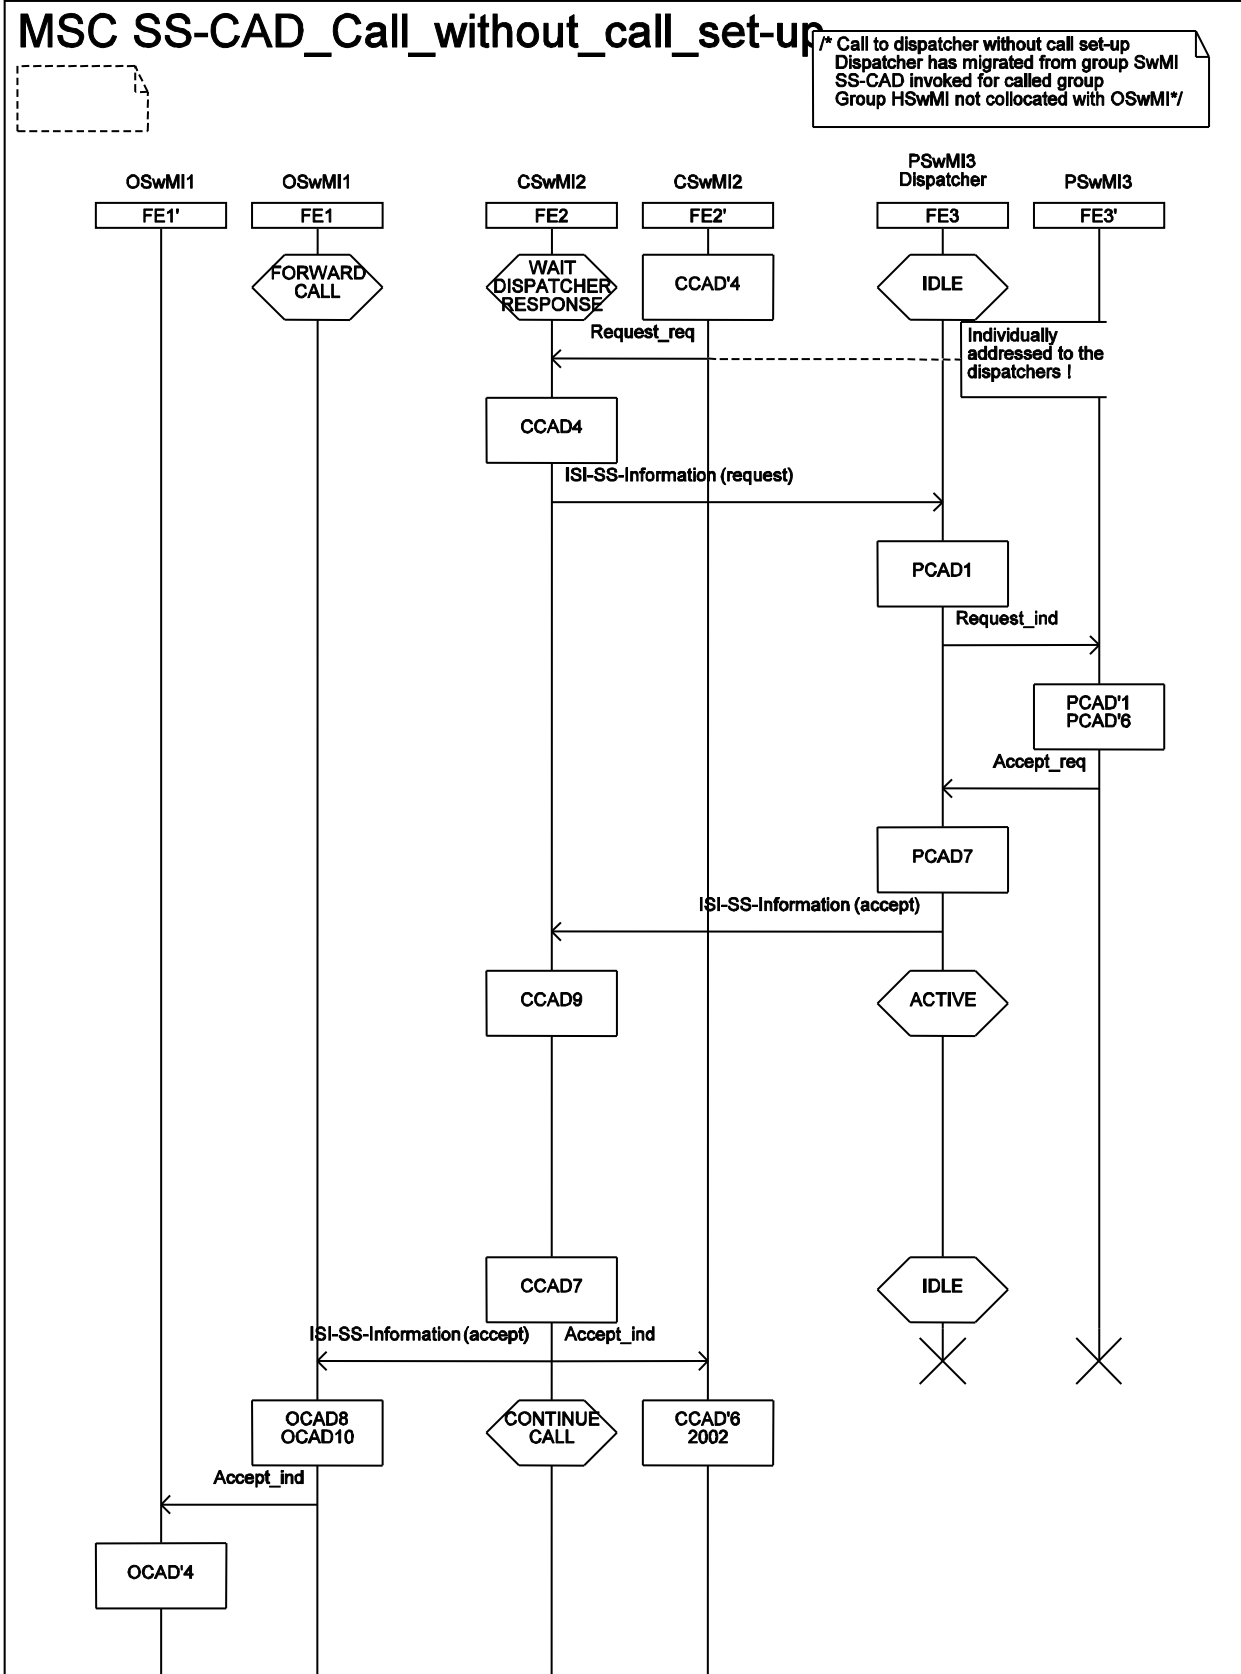 MSC SS-CAD_Call_without_call_set-up
/* Call to dispatcher without call set-up
Dispatcher has migrated from group SwMI
SS-CAD invoked for called group
Group HSwMI not collocated with OSwMI*/
OSwMI1
OSwMI1
CSwMI2
CSwMI2
PSwMI3
Dispatcher
PSwMI3
FE1'
FE1
FE2
FE2'
FE3
FE3'
FORWARD
CALL
WAIT
DISPATCHER
RESPONSE
CCAD'4
IDLE
Request_req
Individually
addressed to the
dispatchers !
CCAD4
ISI-SS-Information (request)
PCAD1
Request_ind
PCAD'1
PCAD'6
Accept_req
PCAD7
ISI-SS-Information (accept)
CCAD9
ACTIVE
CCAD7
IDLE
ISI-SS-Information (accept)
Accept_ind
OCAD8
OCAD10
CONTINUE
CALL
CCAD'6
2002
Accept_ind
OCAD'4